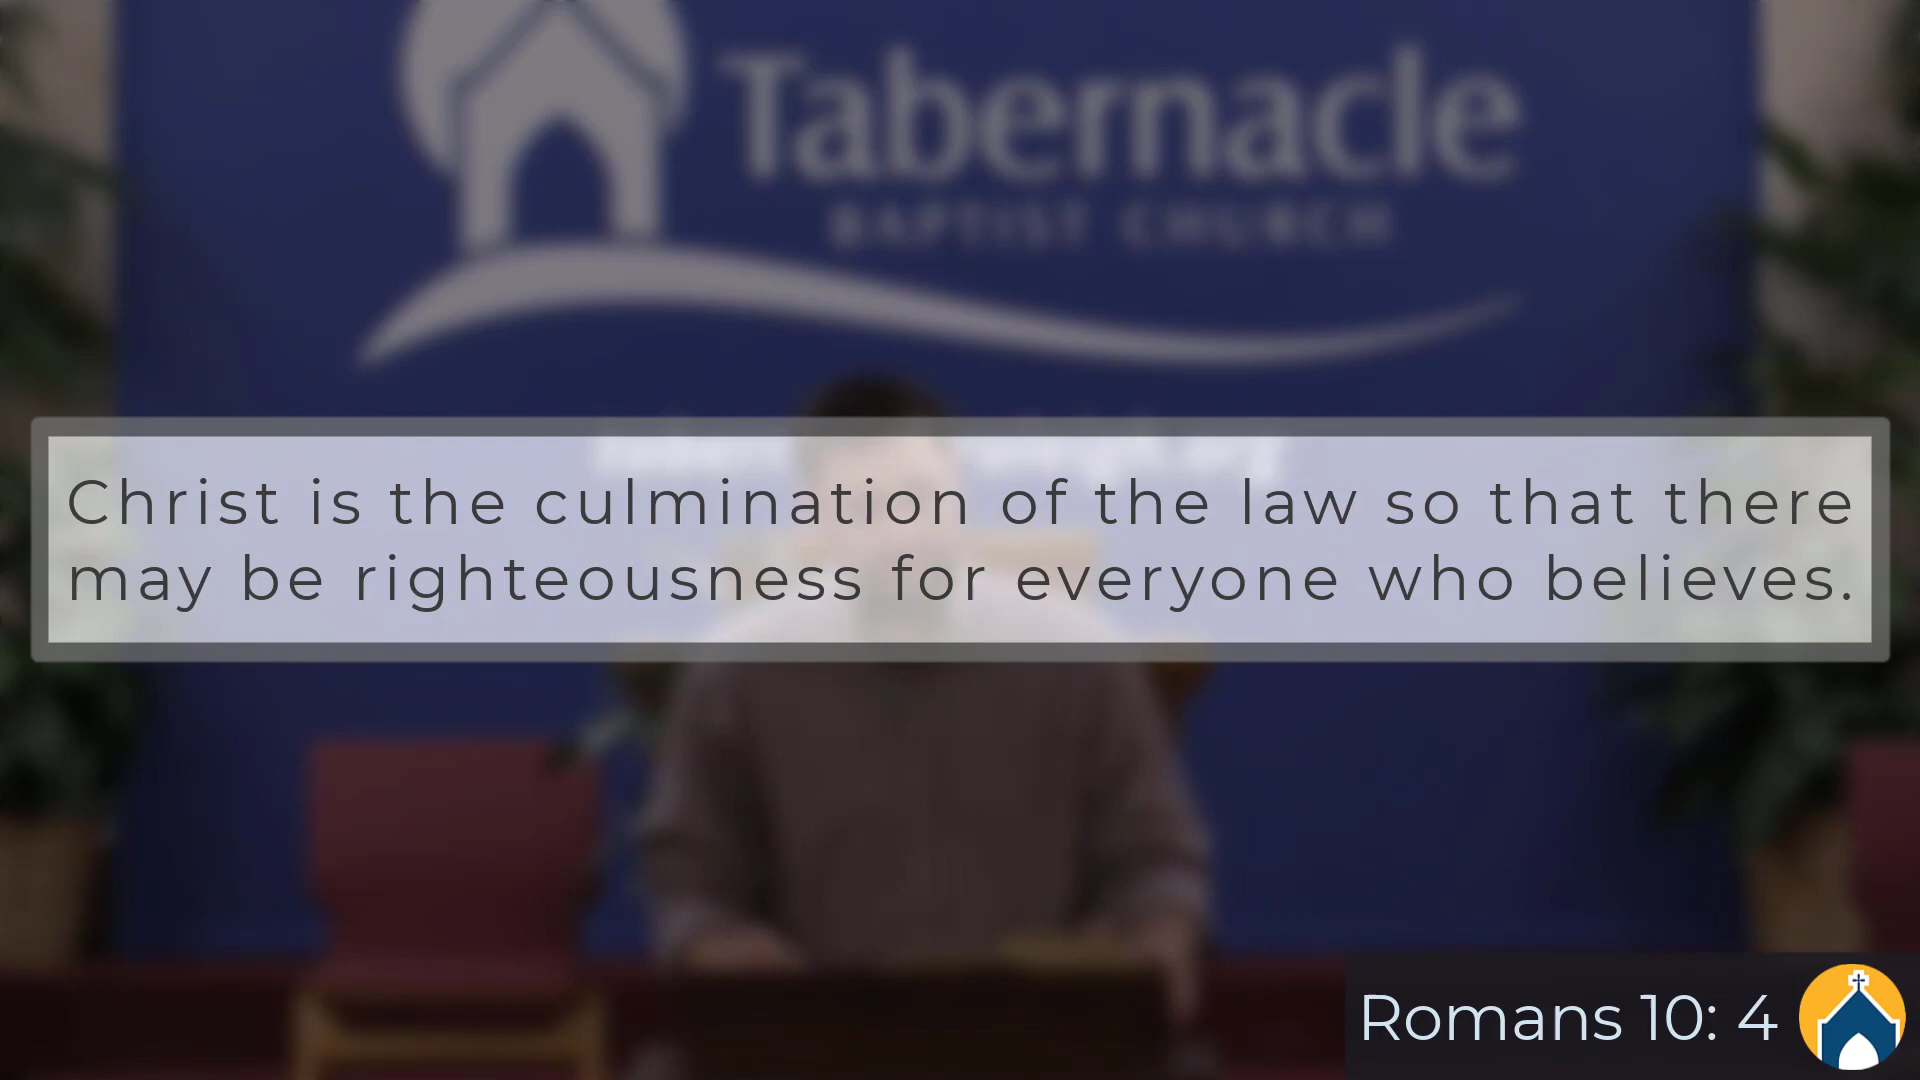 Tabernacle
BAPTIST CHURCH
Christ is the culmination of the law so that there
may be righteousness for everyone who believes.
Romans 10: 4